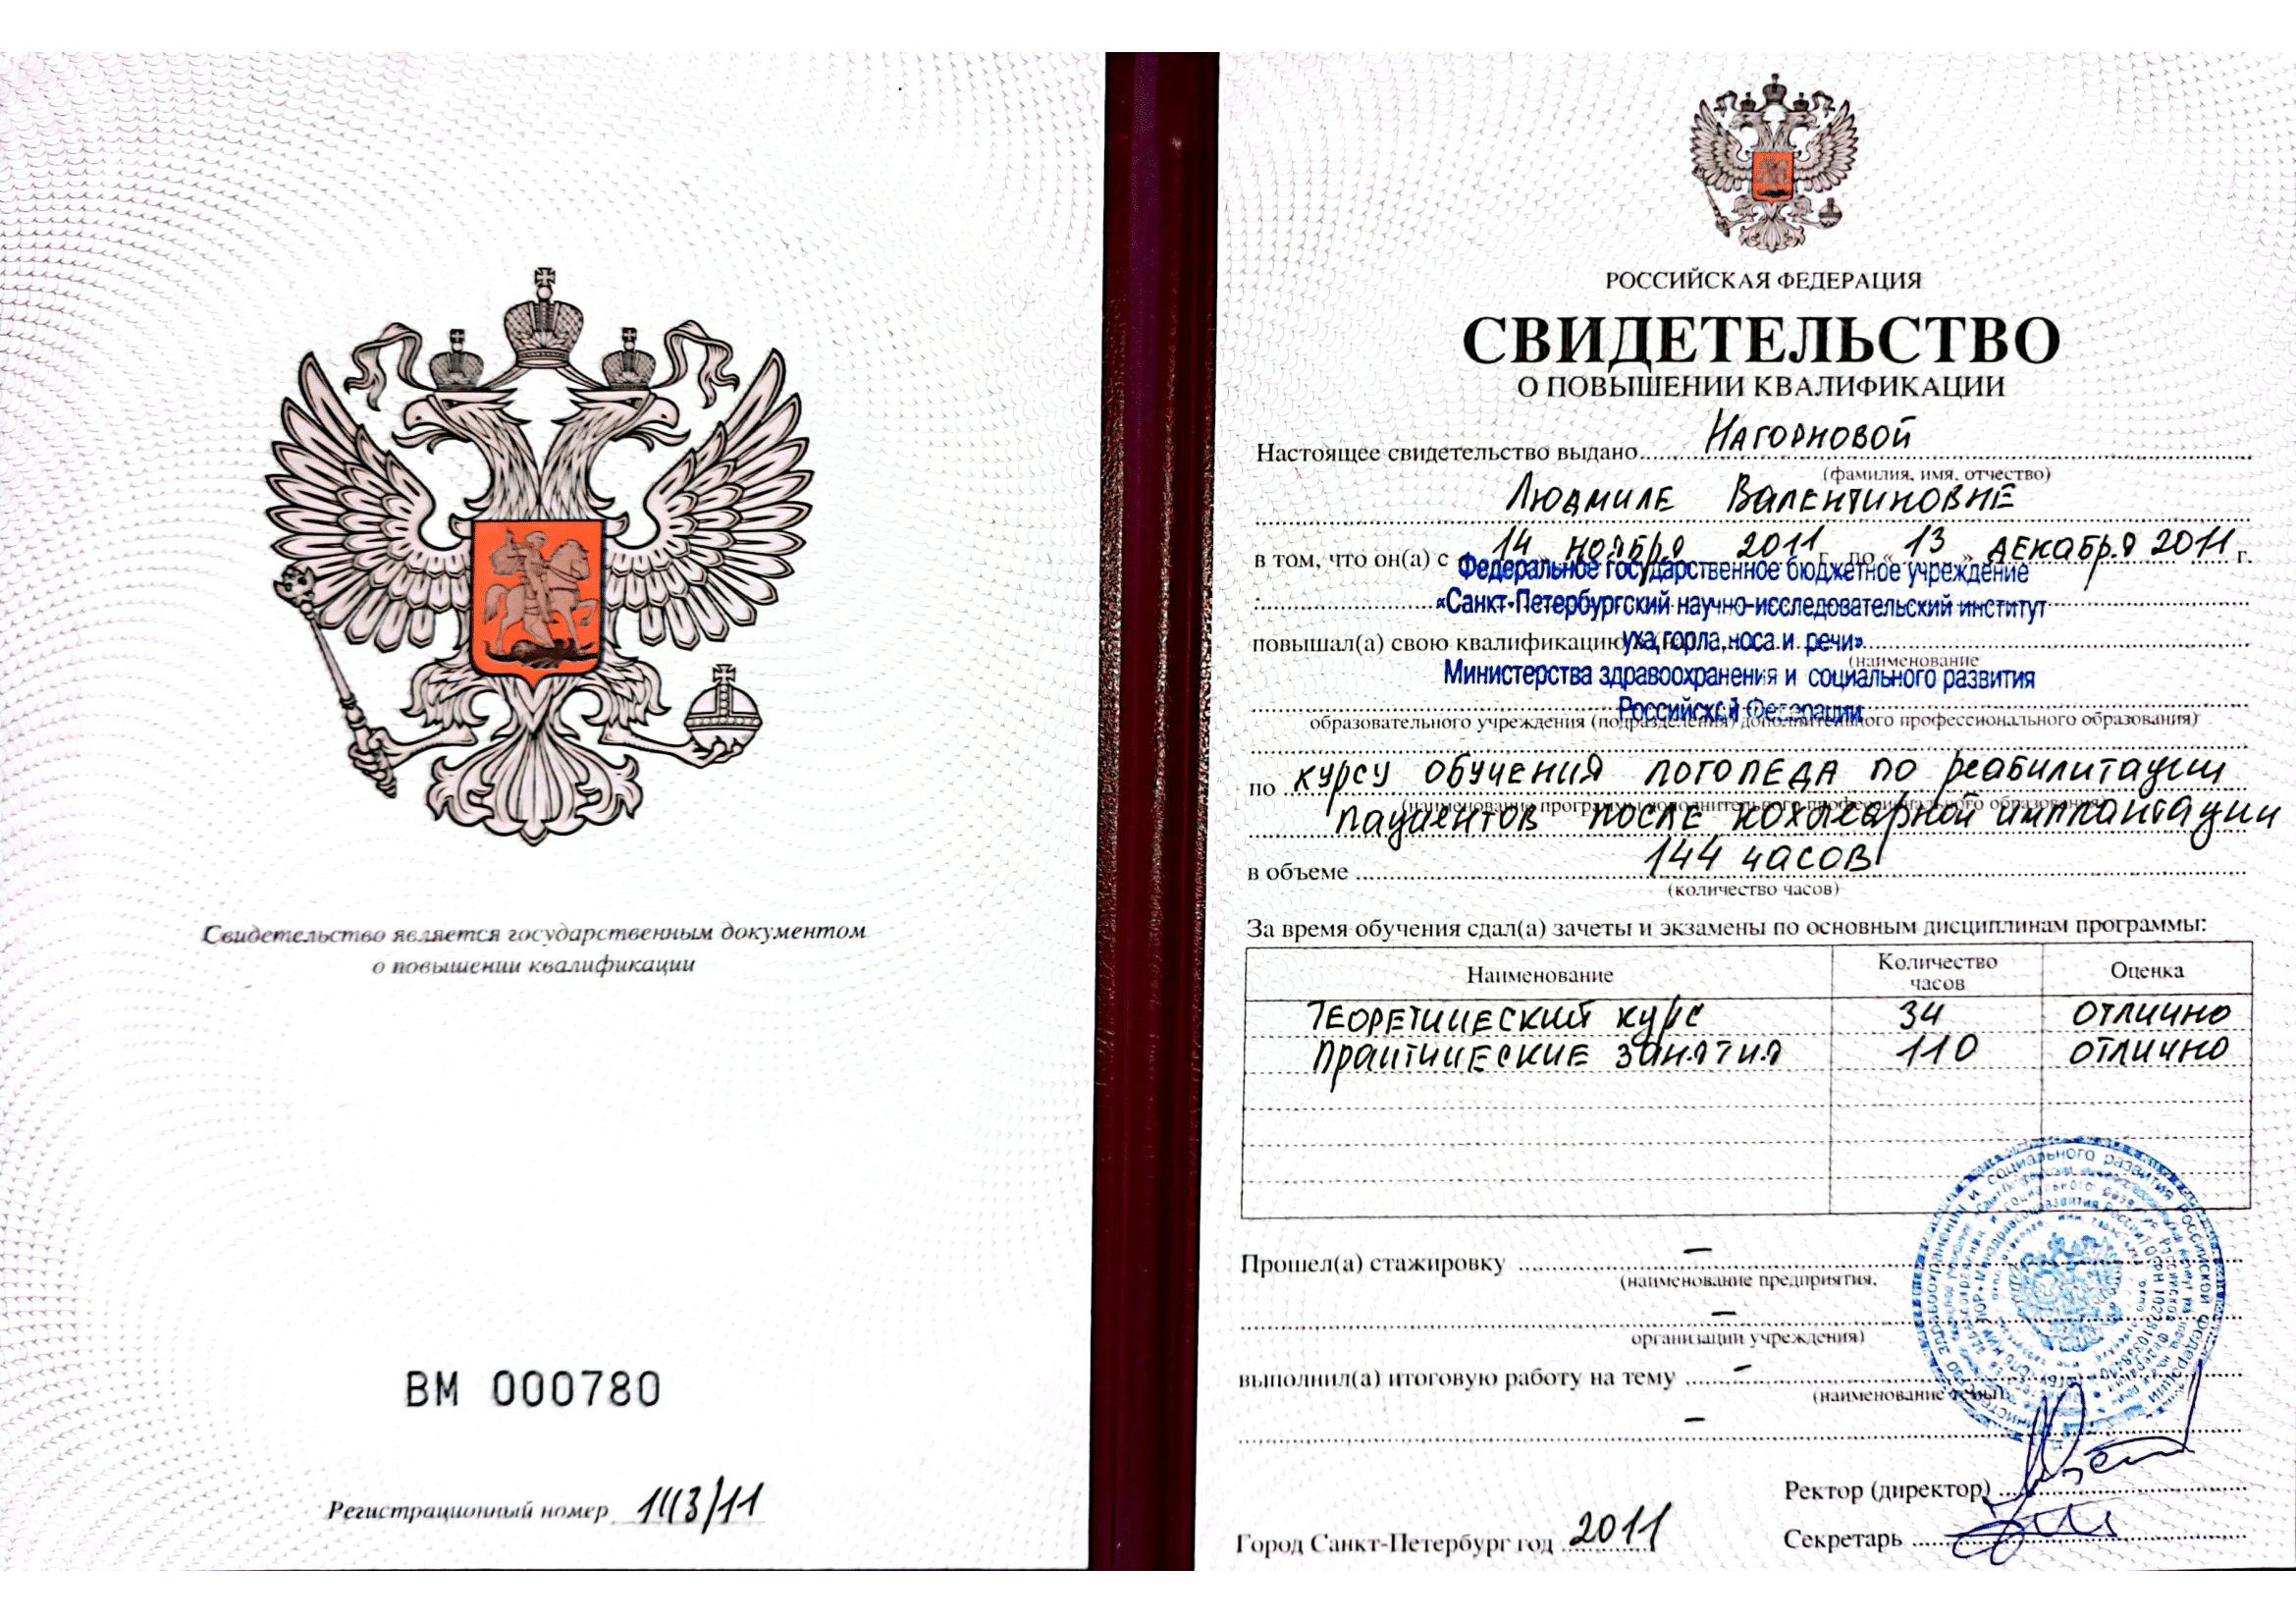 Свидетельство является государственным документом
о повышении квалификации
ВМ 000780
Регистрационный номер 143/11
РОССИЙСКАЯ ФЕДЕРАЦИЯ
СВИДЕТЕЛЬСТВО
О ПОВЫШЕНИИ КВАЛИФИКАЦИИ
Настоящее свидетельство выдано Нагорновой
(фамилия, имя, отчество)
Людмиле Валентиновне
в том, что он(а) с « 14 » ноября 2011 г. по « 13 » декабря 2011 г.
Федеральное государственное бюджетное учреждение
«Санкт-Петербургский научно-исследовательский институт
повышал(а) свою квалификацию уха, горла, носа и речи»
(наименование
Министерства здравоохранения и социального развития
Российской Федерации
образовательного учреждения (подразделения) дополнительного профессионального образования)
по курсу обучения логопеда по реабилитации
(наименование программы дополнительного профессионального образования)
пациентов после кохлеарной имплантации
в объеме 144 часов
(количество часов)
За время обучения сдал(а) зачеты и экзамены по основным дисциплинам программы:
Наименование Количество часов Оценка
Теоретический курс 34 отлично
Практические занятия 110 отлично
Прошел(а) стажировку –
(наименование предприятия,
–
организации учреждения)
выполнил(а) итоговую работу на тему –
(наименование темы)
–
Ректор (директор)
Город Санкт-Петербург год 2011
Секретарь